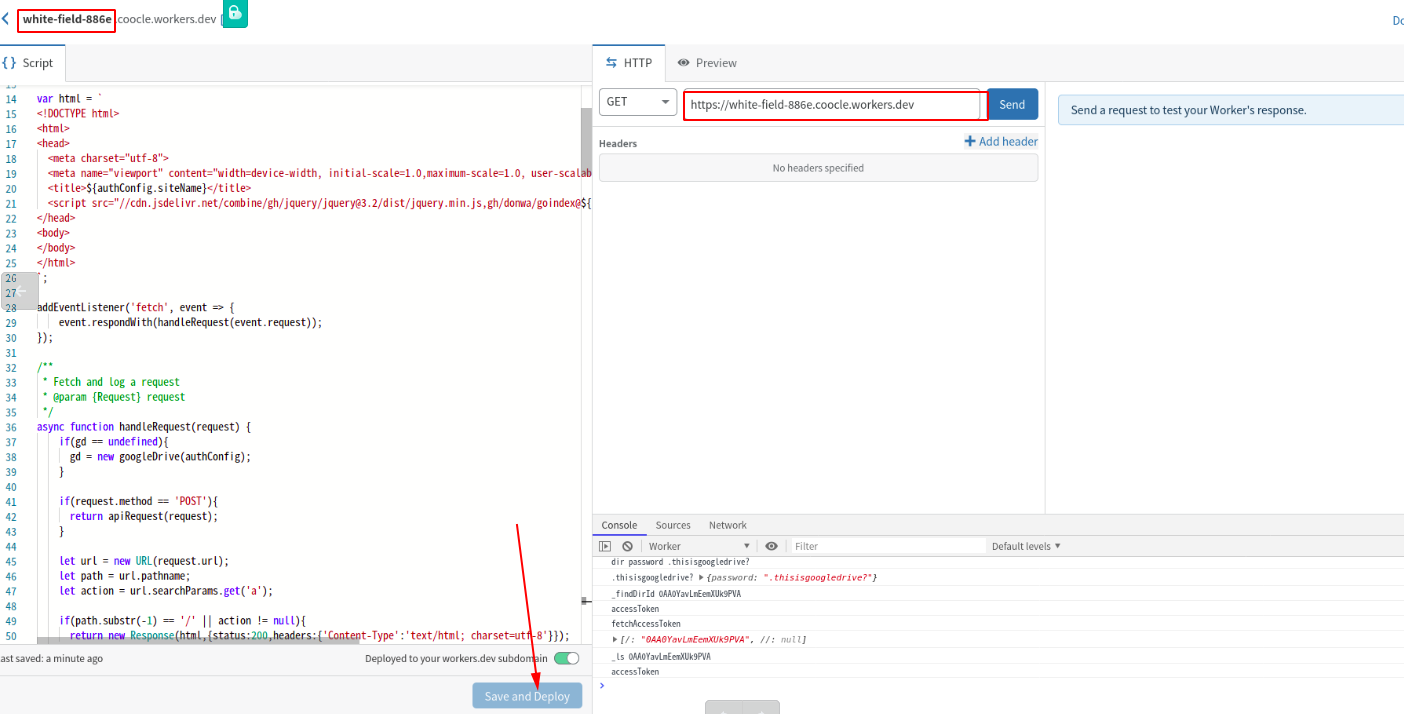 white-field-886e.coocle.workers.dev
Do
{} Script
HTTP
Preview
13
14 var html = `
15 <!DOCTYPE html>
16 <html>
17 <head>
18 <meta charset="utf-8">
19 <meta name="viewport" content="width=device-width, initial-scale=1.0,maximum-scale=1.0, user-scalab
20 <title>${authConfig.siteName}</title>
21 <script src="//cdn.jsdelivr.net/combine/gh/jquery/jquery@3.2/dist/jquery.min.js,gh/donwa/goindex@${
22 </head>
23 <body>
24 </body>
25 </html>
26 `;
27
28 addEventListener('fetch', event => {
29 event.respondWith(handleRequest(event.request));
30 });
31
32 /**
33 * Fetch and log a request
34 * @param {Request} request
35 */
36 async function handleRequest(request) {
37 if(gd == undefined){
38 gd = new googleDrive(authConfig);
39 }
40
41 if(request.method == 'POST'){
42 return apiRequest(request);
43 }
44
45 let url = new URL(request.url);
46 let path = url.pathname;
47 let action = url.searchParams.get('a');
48
49 if(path.substr(-1) == '/' || action != null){
50 return new Response(html,{status:200,headers:{'Content-Type':'text/html; charset=utf-8'}});
ast saved: a minute ago
Deployed to your workers.dev subdomain
Save and Deploy
GET
https://white-field-886e.coocle.workers.dev
Send
Headers
Add header
No headers specified
Send a request to test your Worker's response.
Console Sources Network
Worker
Filter
Default levels
dir password .thisisgoogledrive?
.thisisgoogledrive? {password: ".thisisgoogledrive?"}
_findDirId 0AA0YavLmEemXUk9PVA
accessToken
fetchAccessToken
[/: "0AA0YavLmEemXUk9PVA", //: null]
_ls 0AA0YavLmEemXUk9PVA
accessToken